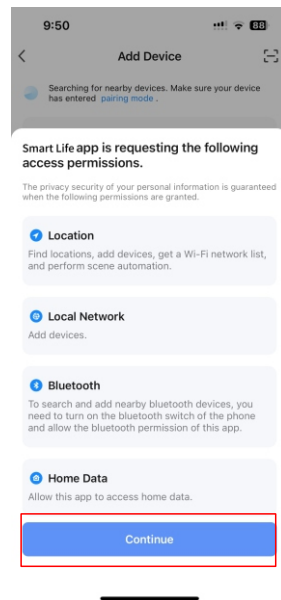 9:50
88
Add Device
Searching for nearby devices. Make sure your device
has entered pairing mode .
Smart Life app is requesting the following
access permissions.
The privacy security of your personal information is guaranteed
when the following permissions are granted.
Location
Find locations, add devices, get a Wi-Fi network list,
and perform scene automation.
Local Network
Add devices.
Bluetooth
To search and add nearby bluetooth devices, you
need to turn on the bluetooth switch of the phone
and allow the bluetooth permission of this app.
Home Data
Allow this app to access home data.
Continue